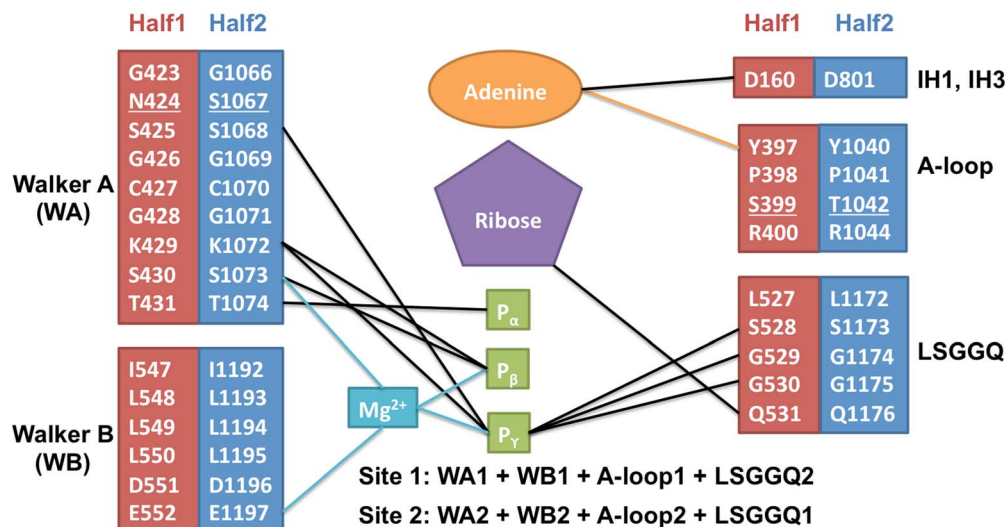 Half1 Half2
G423 G1066
N424 S1067
S425 S1068
G426 G1069
C427 C1070
G428 G1071
K429 K1072
S430 S1073
T431 T1074
Walker A
(WA)
I547 I1192
L548 L1193
L549 L1194
L550 L1195
D551 D1196
E552 E1197
Walker B
(WB)
Adenine
Ribose
Pα
Pβ
Mg²⁺
Pγ
Half1 Half2
D160 D801
IH1, IH3
Y397 Y1040
P398 P1041
S399 T1042
R400 R1044
A-loop
L527 L1172
S528 S1173
G529 G1174
G530 G1175
Q531 Q1176
LSGGQ
Site 1: WA1 + WB1 + A-loop1 + LSGGQ2
Site 2: WA2 + WB2 + A-loop2 + LSGGQ1